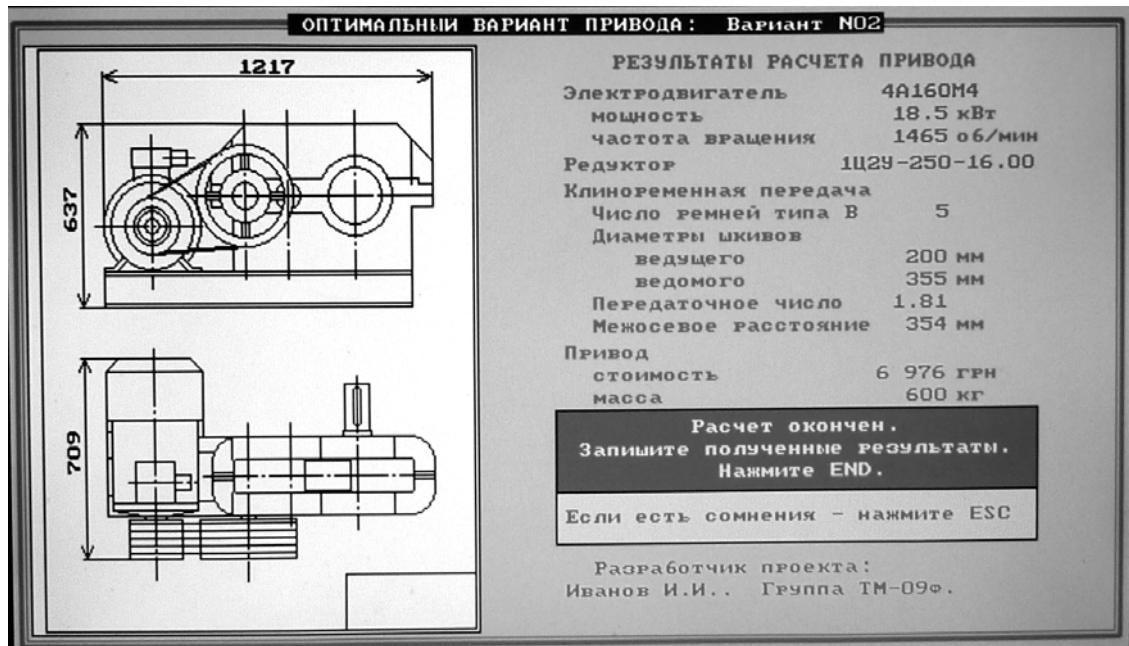 ОПТИМАЛЬНЫЙ ВАРИАНТ ПРИВОДА: Вариант N02
1217
637
709
РЕЗУЛЬТАТЫ РАСЧЕТА ПРИВОДА
Электродвигатель 4А160М4
мощность 18.5 кВт
частота вращения 1465 об/мин
Редуктор 1Ц2У-250-16.00
Клиноременная передача
Число ремней типа В 5
Диаметры шкивов
ведущего 200 мм
ведомого 355 мм
Передаточное число 1.81
Межосевое расстояние 354 мм
Привод
стоимость 6 976 грн
масса 600 кг
Расчет окончен.
Запишите полученные результаты.
Нажмите END.
Если есть сомнения - нажмите ESC
Разработчик проекта:
Иванов И.И.. Группа ТМ-09ф.